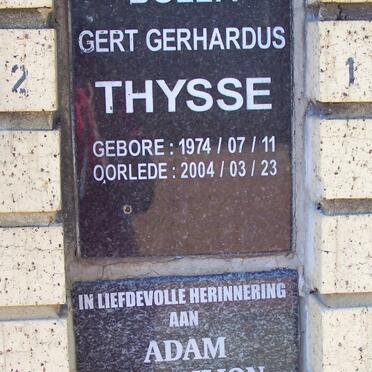 GERT GERHARDUS
THYSSE
GEBORE : 1974 / 07 / 11
OORLEDE : 2004 / 03 / 23
2
1
IN LIEFDEVOLLE HERINNERING
AAN
ADAM